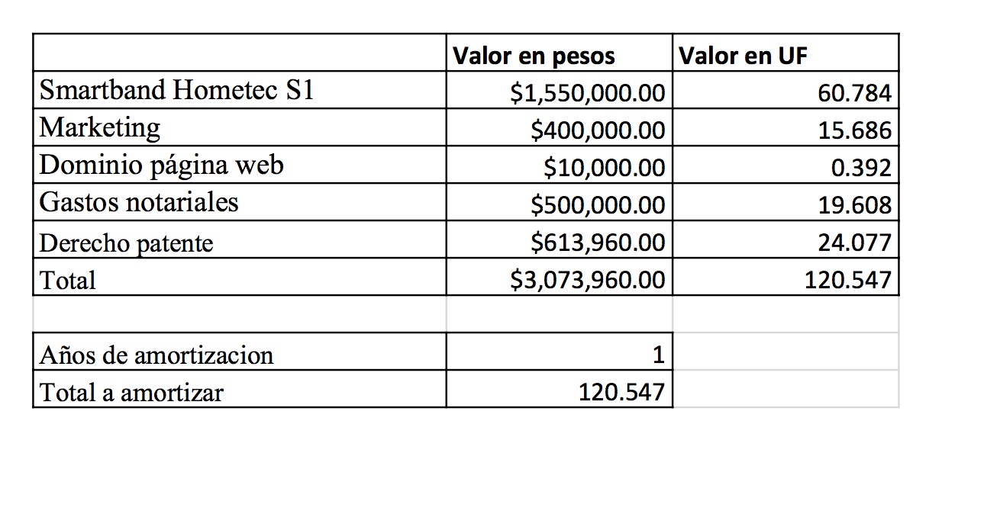 Valor en pesos Valor en UF
Smartband Hometec S1 $1,550,000.00 60.784
Marketing $400,000.00 15.686
Dominio página web $10,000.00 0.392
Gastos notariales $500,000.00 19.608
Derecho patente $613,960.00 24.077
Total $3,073,960.00 120.547
Años de amortizacion 1
Total a amortizar 120.547